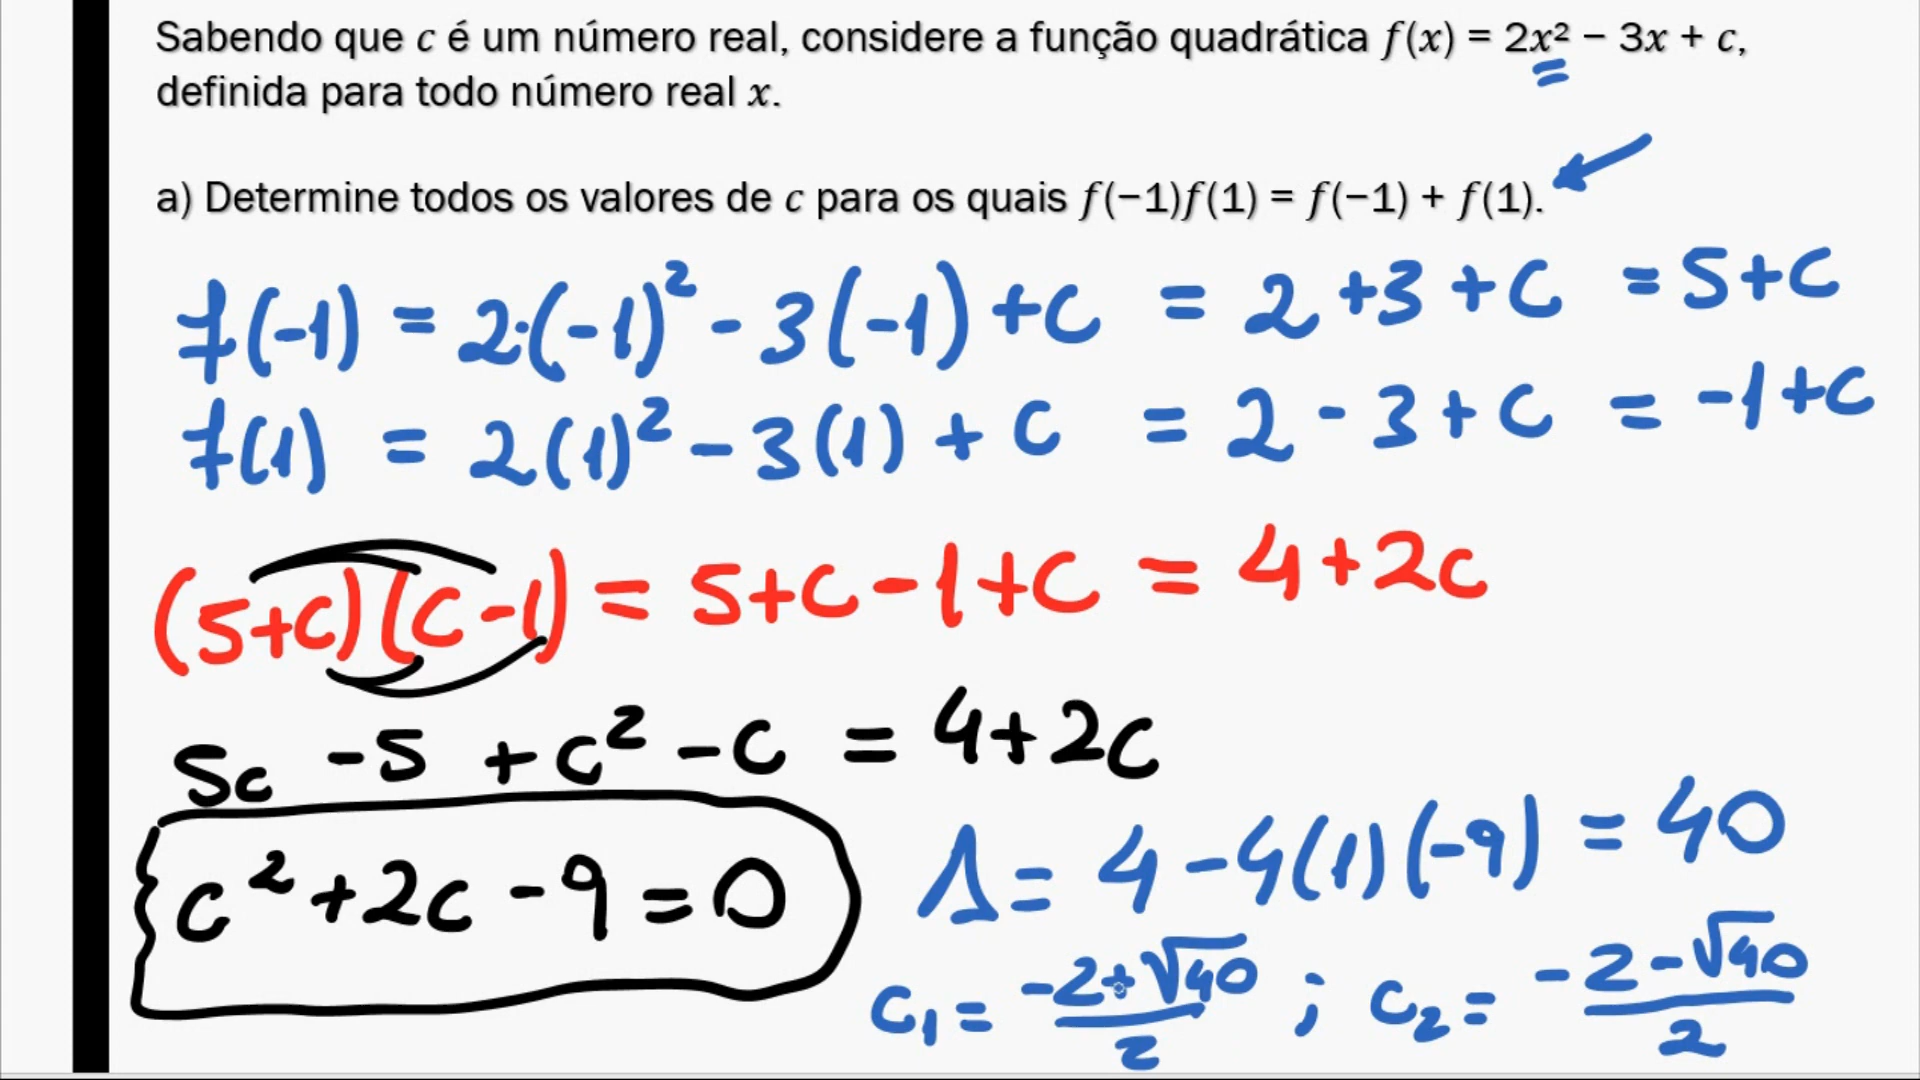 Sabendo que c é um número real, considere a função quadrática f(x) = 2x² − 3x + c,
definida para todo número real x.
a) Determine todos os valores de c para os quais f(−1)f(1) = f(−1) + f(1).
f(-1) = 2·(-1)² - 3(-1) + c = 2 + 3 + c = 5 + c
f(1) = 2(1)² - 3(1) + c = 2 - 3 + c = -1 + c
(5+c)(c-1) = 5+c-1+c = 4+2c
5c -5 +c² -c = 4+2c
c² +2c -9 = 0
Δ = 4 -4(1)(-9) = 40
c₁ = (-2+√40)/2 ; c₂ = (-2-√40)/2